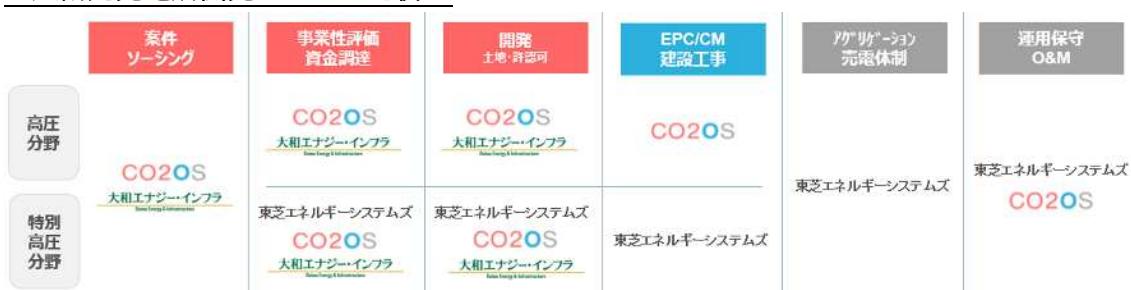 案件
ソーシング
事業性評価
資金調達
開発
土地・許認可
EPC/CM
建設工事
ｱｸﾞﾘｹﾞｰｼｮﾝ
売電体制
運用保守
O&M
高圧
分野
CO2OS
大和エナジー・インフラ
CO2OS
大和エナジー・インフラ
CO2OS
CO2OS
大和エナジー・インフラ
東芝エネルギーシステムズ
東芝エネルギーシステムズ
CO2OS
特別
高圧
分野
東芝エネルギーシステムズ
CO2OS
大和エナジー・インフラ
東芝エネルギーシステムズ
CO2OS
大和エナジー・インフラ
東芝エネルギーシステムズ